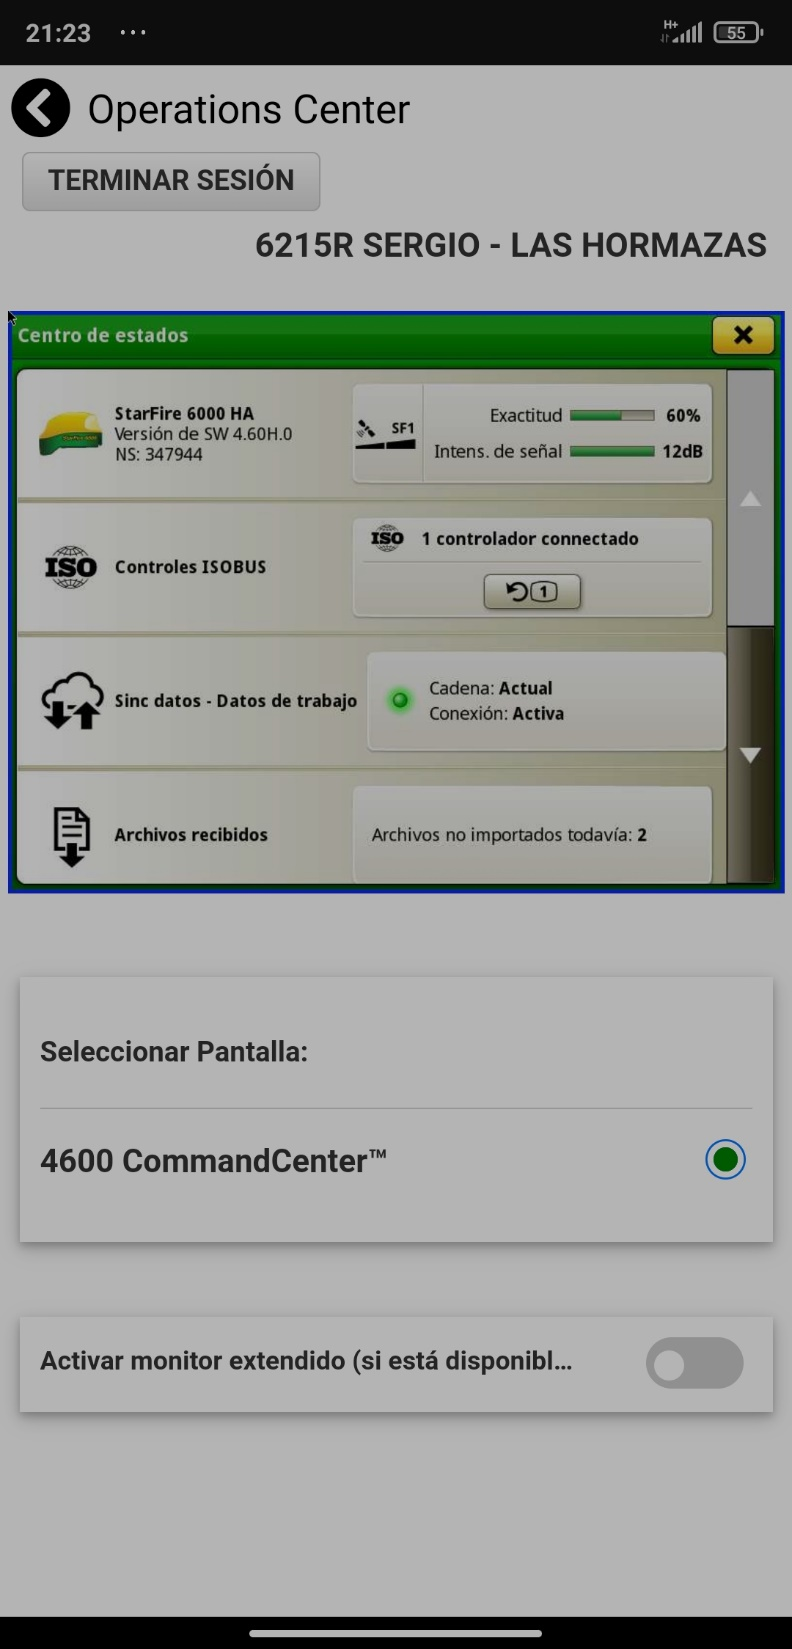 21:23 ... H+ 55
Operations Center
TERMINAR SESIÓN
6215R SERGIO - LAS HORMAZAS
Centro de estados
StarFire 6000 HA
Versión de SW 4.60H.0
NS: 347944
SF1
Exactitud 60%
Intens. de señal 12dB
ISO Controles ISOBUS
ISO 1 controlador connectado
1
Sinc datos - Datos de trabajo
Cadena: Actual
Conexión: Activa
Archivos recibidos
Archivos no importados todavía: 2
Seleccionar Pantalla:
4600 CommandCenter™
Activar monitor extendido (si está disponibl...